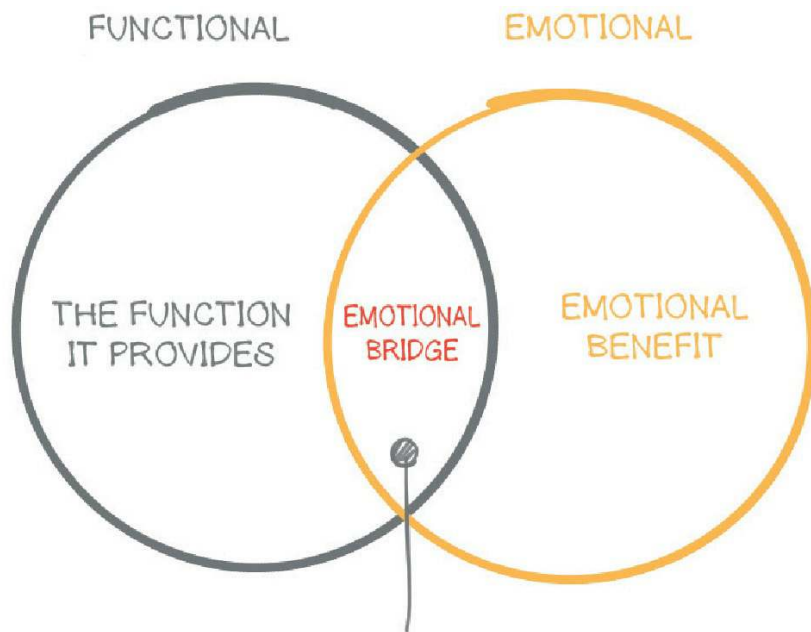 FUNCTIONAL
EMOTIONAL
THE FUNCTION
IT PROVIDES
EMOTIONAL
BRIDGE
EMOTIONAL
BENEFIT